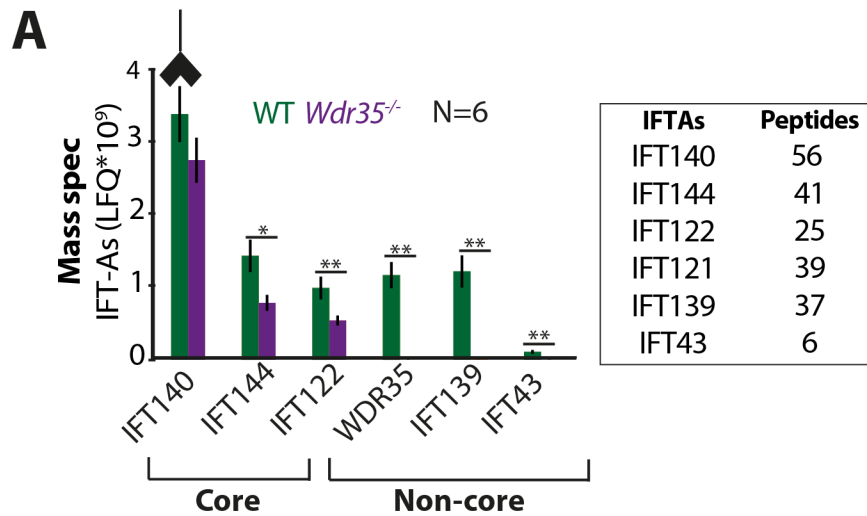 A
4
3
2
1
0
Mass spec
IFT-As (LFQ*10⁹)
WT Wdr35⁻/⁻ N=6
*
**
**
**
**
IFT140
IFT144
IFT122
WDR35
IFT139
IFT43
Core
Non-core
IFTAs Peptides
IFT140 56
IFT144 41
IFT122 25
IFT121 39
IFT139 37
IFT43 6